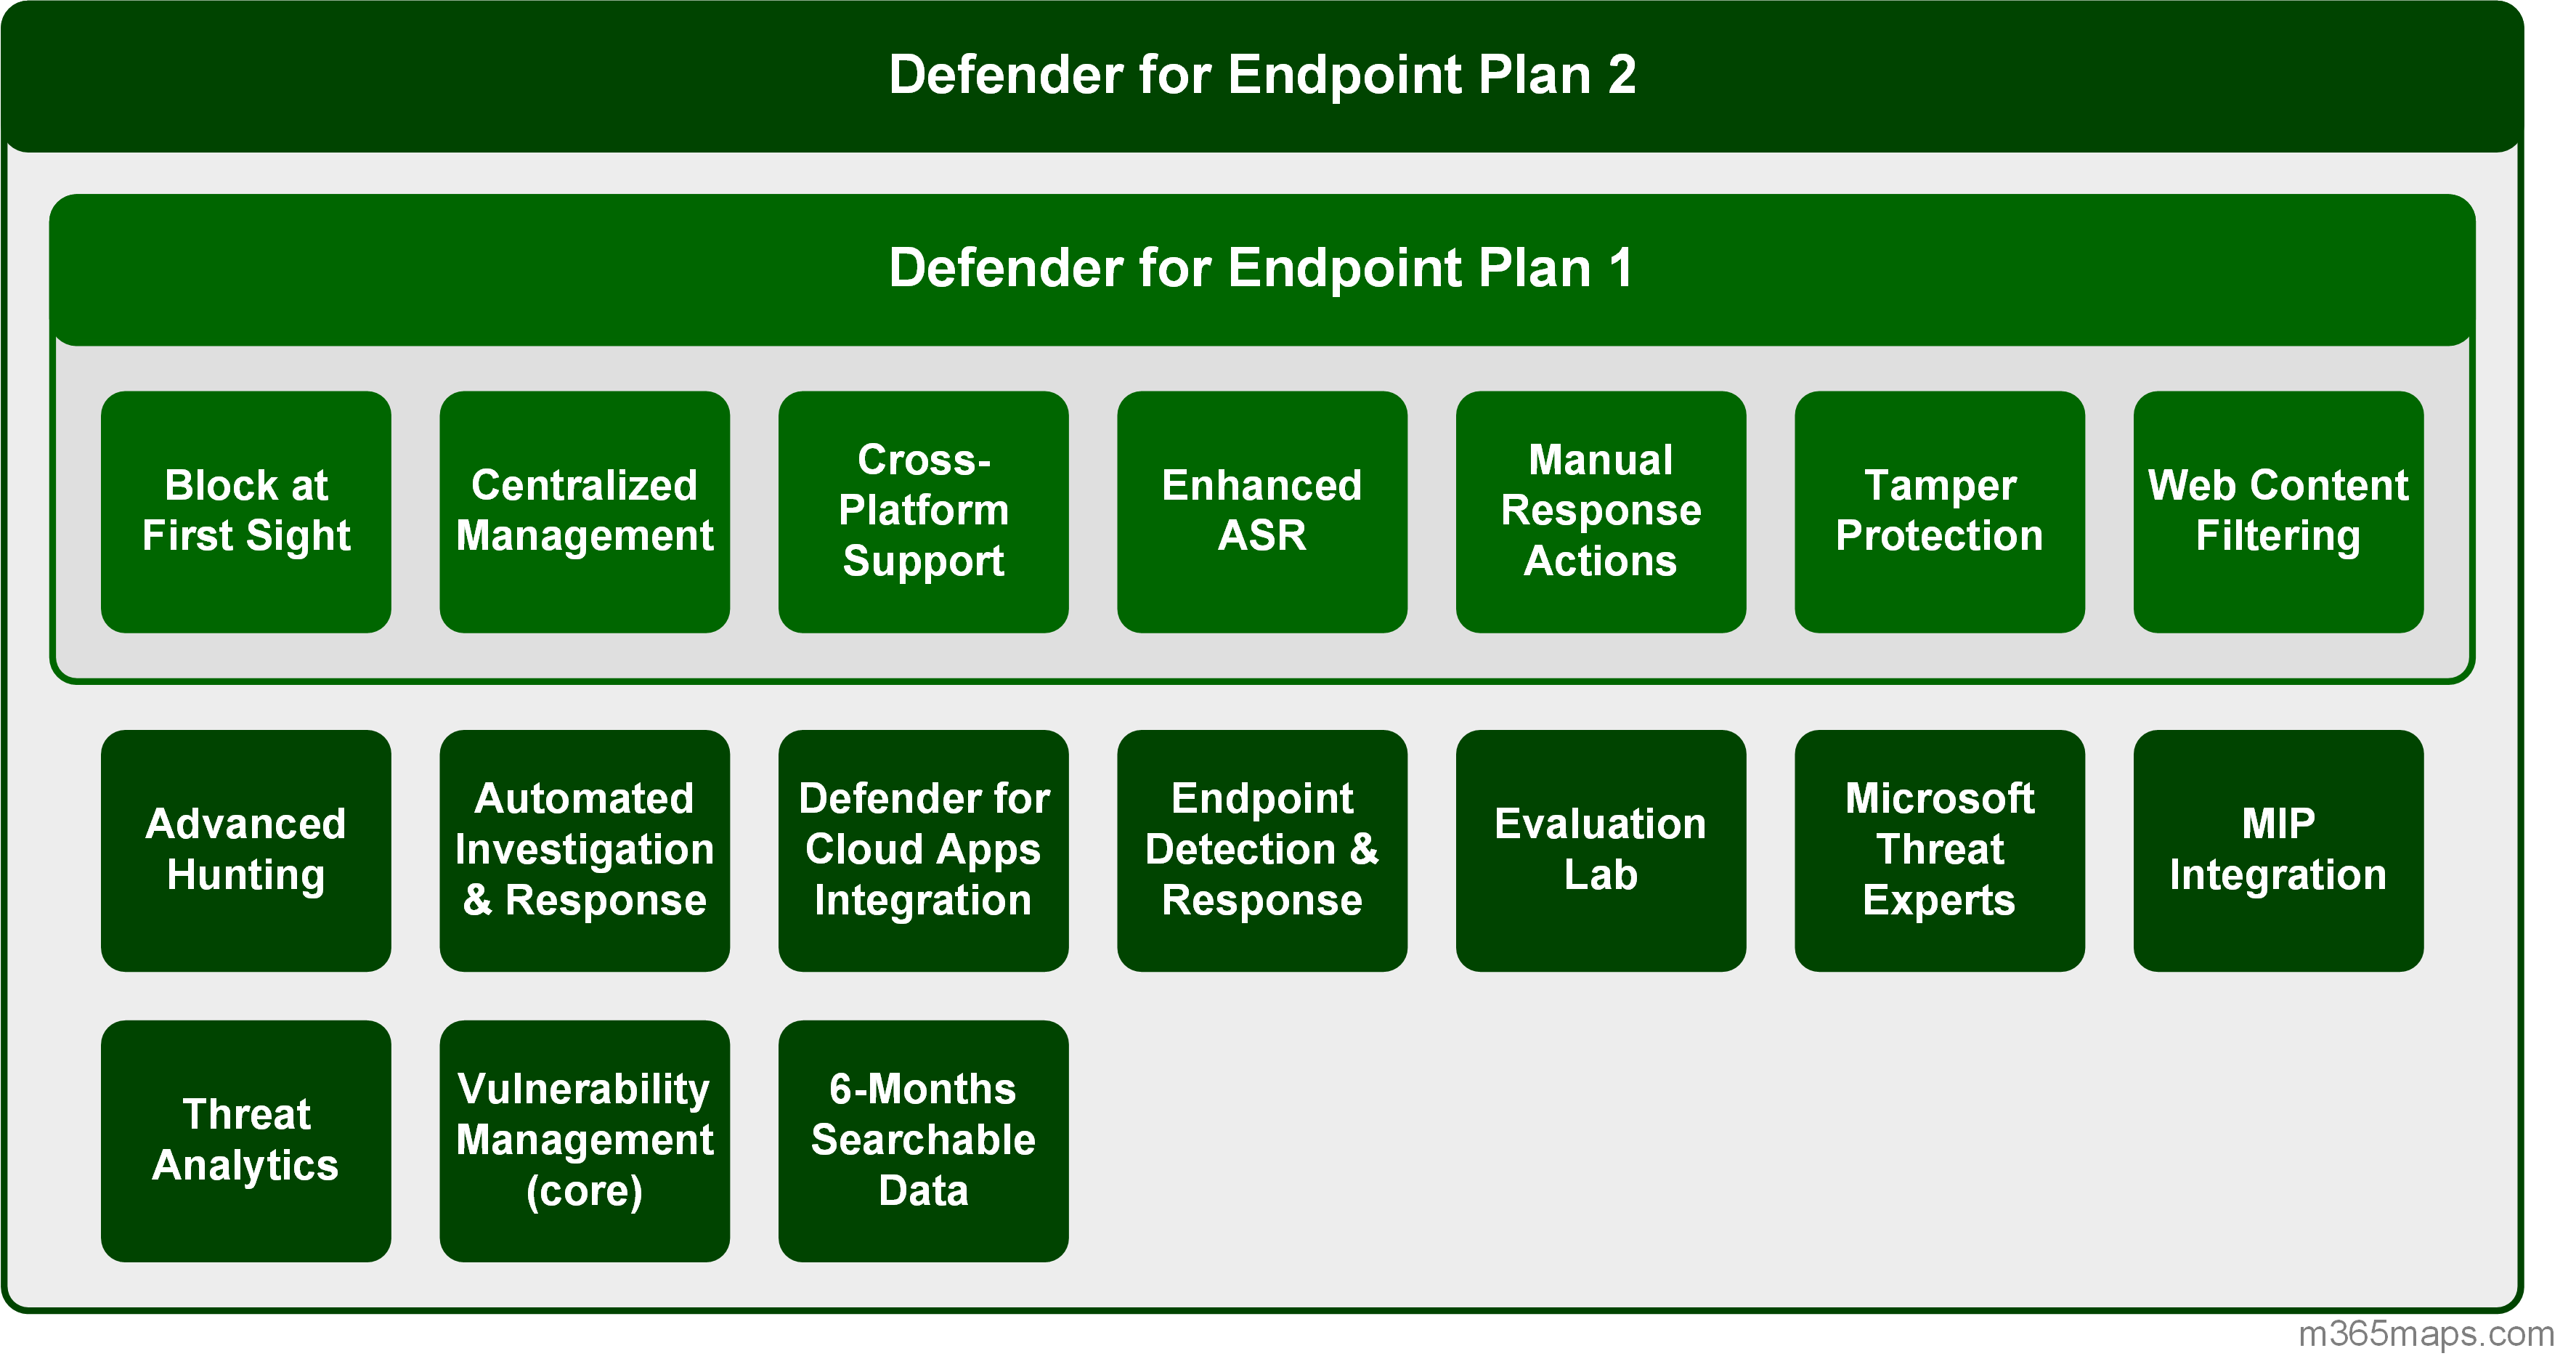 Defender for Endpoint Plan 2
Defender for Endpoint Plan 1
Block at
First Sight
Centralized
Management
Cross-
Platform
Support
Enhanced
ASR
Manual
Response
Actions
Tamper
Protection
Web Content
Filtering
Advanced
Hunting
Automated
Investigation
& Response
Defender for
Cloud Apps
Integration
Endpoint
Detection &
Response
Evaluation
Lab
Microsoft
Threat
Experts
MIP
Integration
Threat
Analytics
Vulnerability
Management
(core)
6-Months
Searchable
Data
m365maps.com